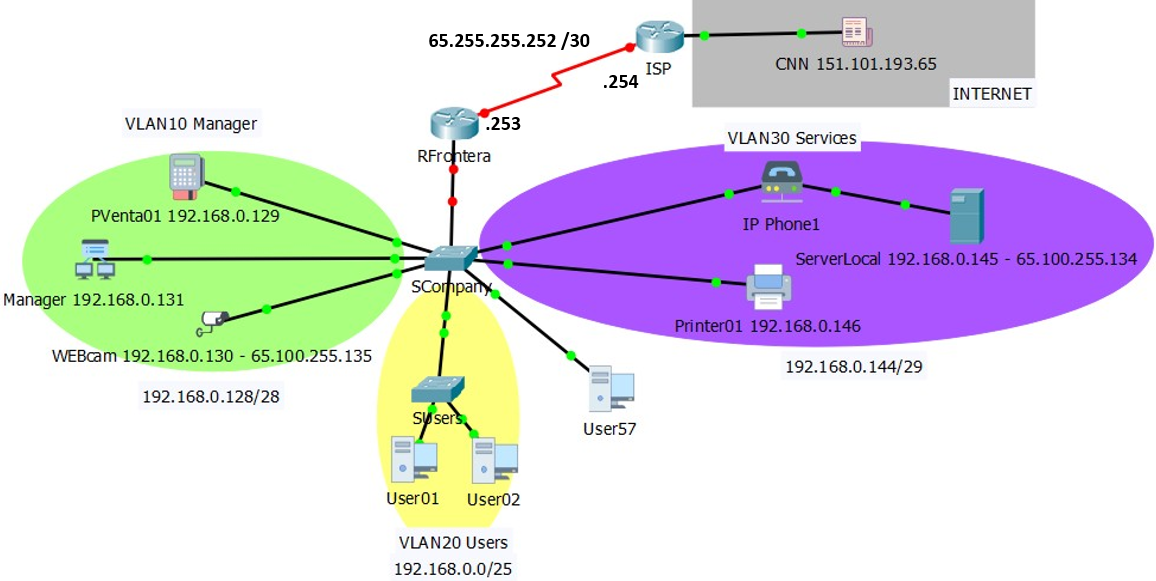 65.255.255.252 /30
ISP
CNN 151.101.193.65
.254
INTERNET
.253
VLAN10 Manager
RFrontera
VLAN30 Services
PVenta01 192.168.0.129
IP Phone1
ServerLocal 192.168.0.145 - 65.100.255.134
SCompany
Manager 192.168.0.131
Printer01 192.168.0.146
WEBcam 192.168.0.130 - 65.100.255.135
192.168.0.144/29
192.168.0.128/28
SUsers
User57
User01
User02
VLAN20 Users
192.168.0.0/25